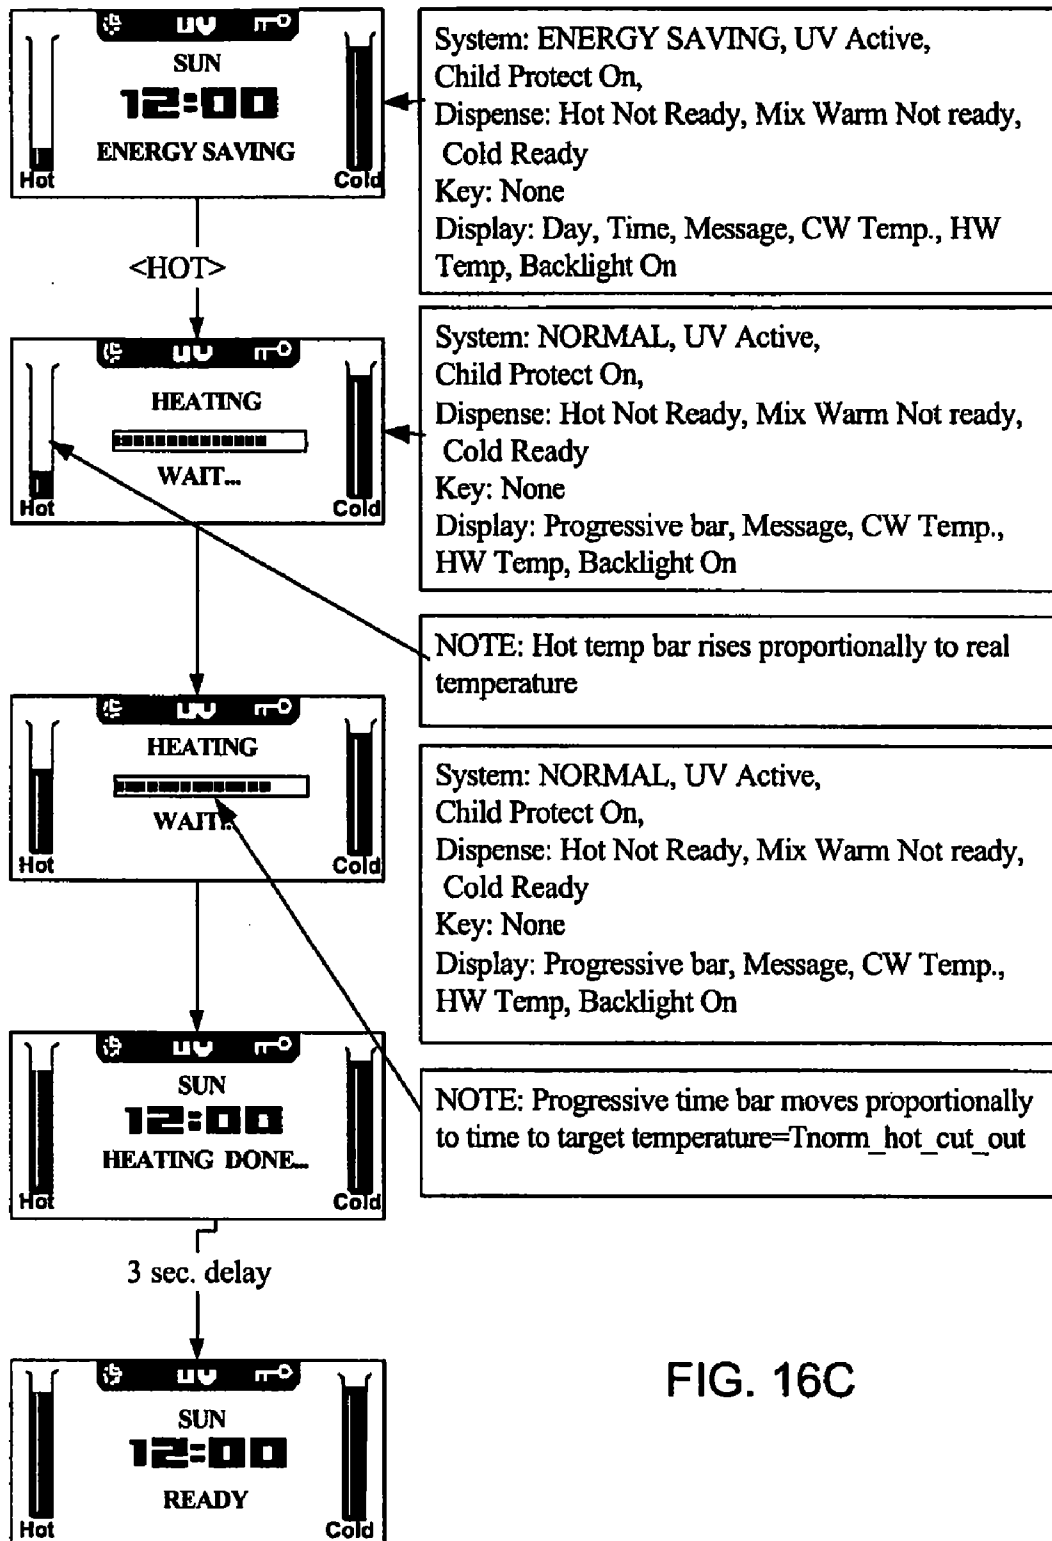 UV
SUN
12:00
ENERGY SAVING
Hot
Cold
System: ENERGY SAVING, UV Active,
Child Protect On,
Dispense: Hot Not Ready, Mix Warm Not ready,
Cold Ready
Key: None
Display: Day, Time, Message, CW Temp., HW
Temp, Backlight On
<HOT>
UV
HEATING
WAIT...
Hot
Cold
System: NORMAL, UV Active,
Child Protect On,
Dispense: Hot Not Ready, Mix Warm Not ready,
Cold Ready
Key: None
Display: Progressive bar, Message, CW Temp.,
HW Temp, Backlight On
NOTE: Hot temp bar rises proportionally to real
temperature
UV
HEATING
WAIT...
Hot
Cold
System: NORMAL, UV Active,
Child Protect On,
Dispense: Hot Not Ready, Mix Warm Not ready,
Cold Ready
Key: None
Display: Progressive bar, Message, CW Temp.,
HW Temp, Backlight On
UV
SUN
12:00
HEATING DONE...
Hot
Cold
NOTE: Progressive time bar moves proportionally
to time to target temperature=Tnorm_hot_cut_out
3 sec. delay
UV
SUN
12:00
READY
Hot
Cold
FIG. 16C